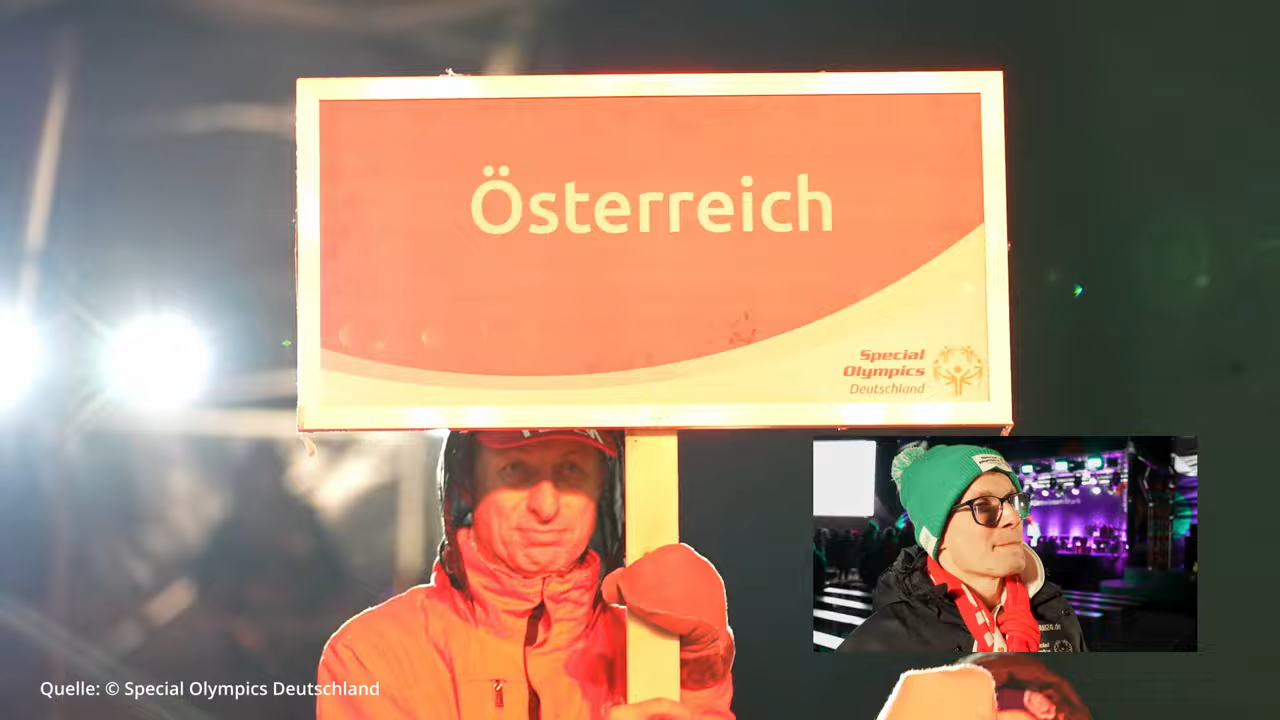 Österreich
Special
Olympics
Deutschland
Quelle: © Special Olympics Deutschland